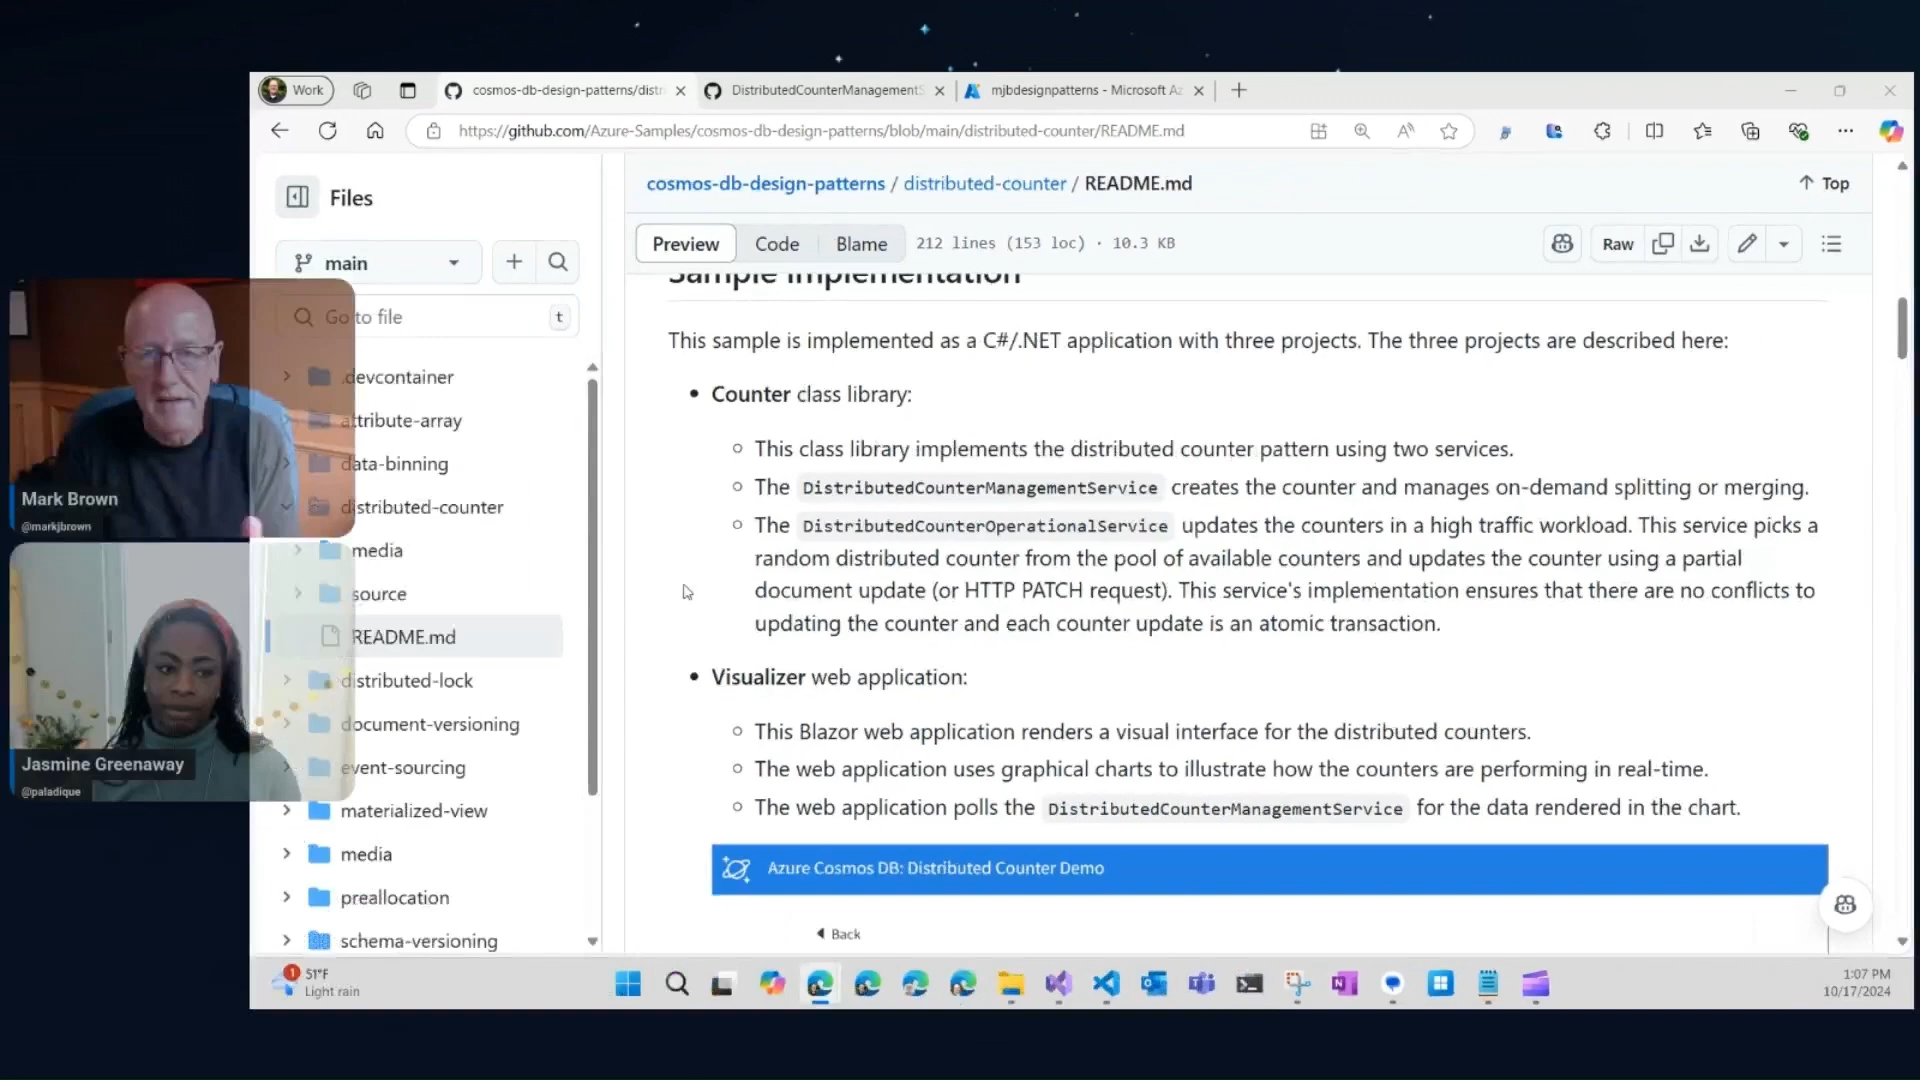 Work
cosmos-db-design-patterns/distr
DistributedCounterManagementS
mjbdesignpatterns - Microsoft Az
https://github.com/Azure-Samples/cosmos-db-design-patterns/blob/main/distributed-counter/README.md
Files
cosmos-db-design-patterns / distributed-counter / README.md
Top
main
Preview
Code
Blame
212 lines (153 loc) · 10.3 KB
Raw
Go to file
t
.devcontainer
attribute-array
data-binning
distributed-counter
media
source
README.md
distributed-lock
document-versioning
event-sourcing
materialized-view
media
preallocation
schema-versioning
Mark Brown
@markjbrown
Jasmine Greenaway
@paladique
Sample Implementation
This sample is implemented as a C#/.NET application with three projects. The three projects are described here:
• Counter class library:
This class library implements the distributed counter pattern using two services.
The DistributedCounterManagementService creates the counter and manages on-demand splitting or merging.
The DistributedCounterOperationalService updates the counters in a high traffic workload. This service picks a
random distributed counter from the pool of available counters and updates the counter using a partial
document update (or HTTP PATCH request). This service's implementation ensures that there are no conflicts to
updating the counter and each counter update is an atomic transaction.
• Visualizer web application:
This Blazor web application renders a visual interface for the distributed counters.
The web application uses graphical charts to illustrate how the counters are performing in real-time.
The web application polls the DistributedCounterManagementService for the data rendered in the chart.
Azure Cosmos DB: Distributed Counter Demo
Back
1
51°F
Light rain
1:07 PM
10/17/2024